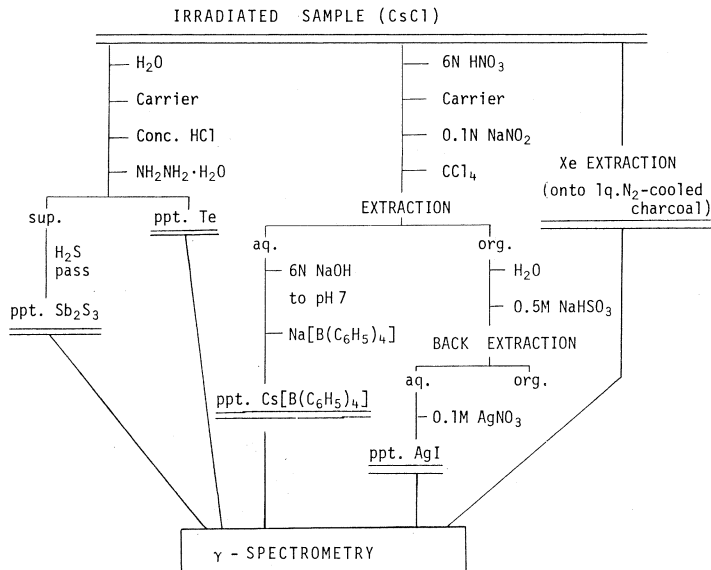 IRRADIATED SAMPLE (CsCl)
H₂O
Carrier
Conc. HCl
NH₂NH₂·H₂O
sup.
ppt. Te
H₂S
pass
ppt. Sb₂S₃
6N HNO₃
Carrier
0.1N NaNO₂
CCl₄
EXTRACTION
aq.
org.
6N NaOH
to pH 7
Na[B(C₆H₅)₄]
ppt. Cs[B(C₆H₅)₄]
H₂O
0.5M NaHSO₃
BACK EXTRACTION
aq.
org.
0.1M AgNO₃
ppt. AgI
Xe EXTRACTION
(onto lq.N₂-cooled
charcoal)
γ - SPECTROMETRY